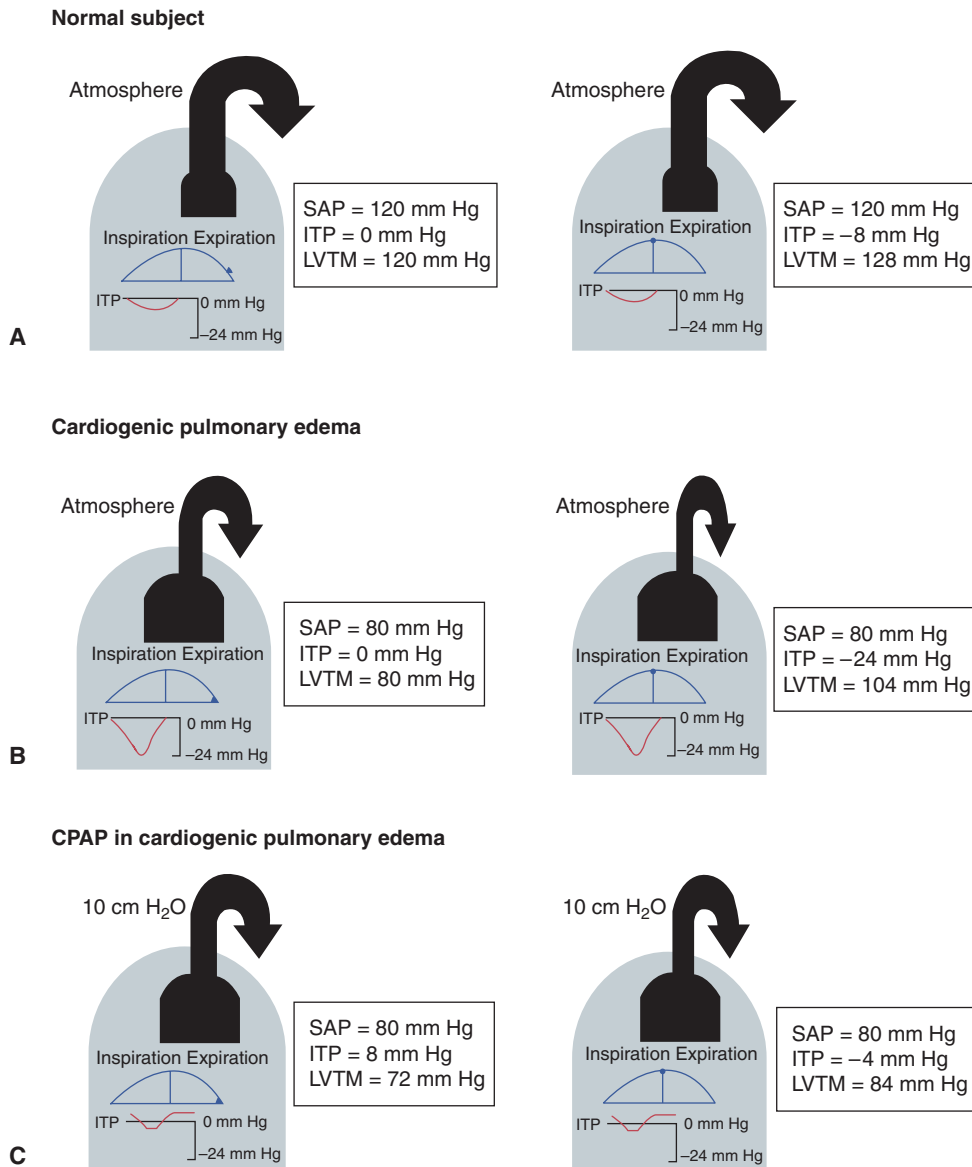 Normal subject
Atmosphere
Atmosphere
SAP = 120 mm Hg
ITP = 0 mm Hg
LVTM = 120 mm Hg
SAP = 120 mm Hg
ITP = –8 mm Hg
LVTM = 128 mm Hg
Inspiration Expiration
Inspiration Expiration
ITP
0 mm Hg
–24 mm Hg
ITP
0 mm Hg
–24 mm Hg
A
Cardiogenic pulmonary edema
Atmosphere
Atmosphere
SAP = 80 mm Hg
ITP = 0 mm Hg
LVTM = 80 mm Hg
SAP = 80 mm Hg
ITP = –24 mm Hg
LVTM = 104 mm Hg
Inspiration Expiration
Inspiration Expiration
ITP
0 mm Hg
–24 mm Hg
ITP
0 mm Hg
–24 mm Hg
B
CPAP in cardiogenic pulmonary edema
10 cm H₂O
10 cm H₂O
SAP = 80 mm Hg
ITP = 8 mm Hg
LVTM = 72 mm Hg
SAP = 80 mm Hg
ITP = –4 mm Hg
LVTM = 84 mm Hg
Inspiration Expiration
Inspiration Expiration
ITP
0 mm Hg
–24 mm Hg
ITP
0 mm Hg
–24 mm Hg
C